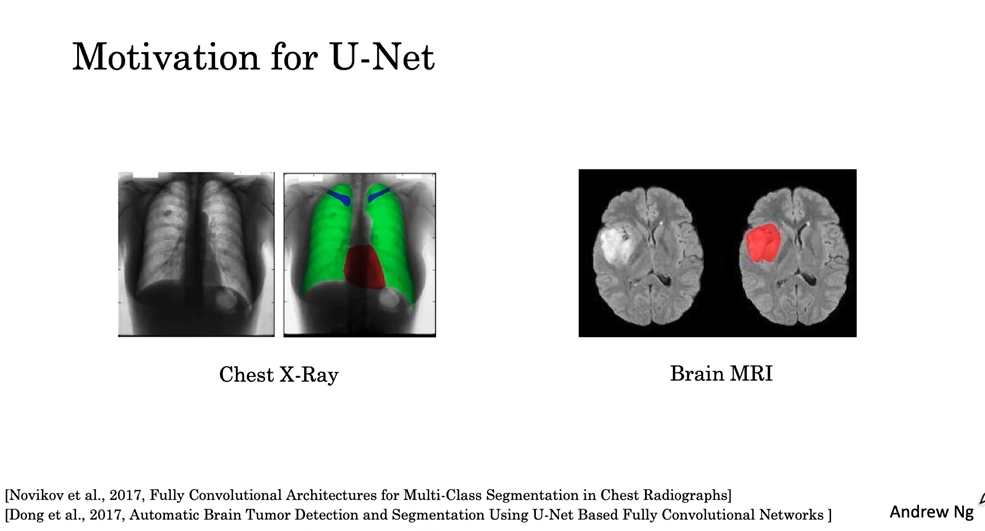 Motivation for U-Net
Chest X-Ray
Brain MRI
[Novikov et al., 2017, Fully Convolutional Architectures for Multi-Class Segmentation in Chest Radiographs]
[Dong et al., 2017, Automatic Brain Tumor Detection and Segmentation Using U-Net Based Fully Convolutional Networks ]
Andrew Ng